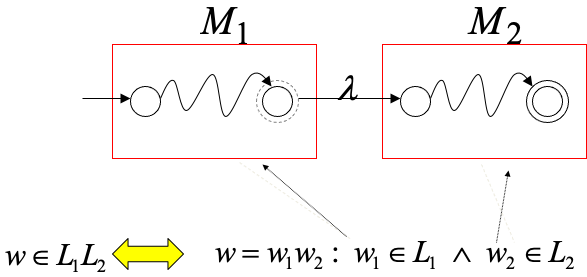 M₁ M₂
λ
w ∈ L₁L₂ w = w₁w₂ : w₁ ∈ L₁ ∧ w₂ ∈ L₂